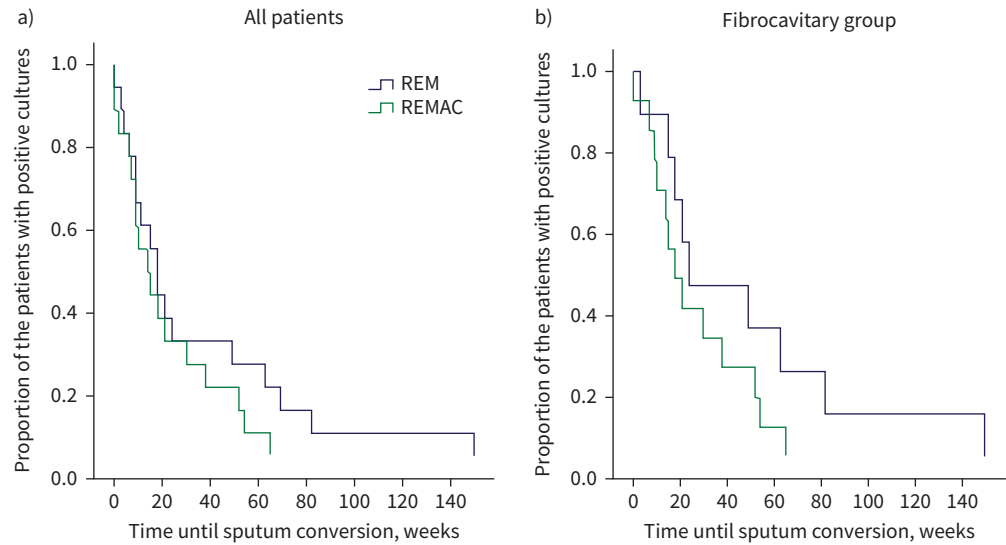 a)
All patients
Proportion of the patients with positive cultures
1.0
0.8
0.6
0.4
0.2
0.0
REM
REMAC
0 20 40 60 80 100 120 140
Time until sputum conversion, weeks
b)
Fibrocavitary group
Proportion of the patients with positive cultures
1.0
0.8
0.6
0.4
0.2
0.0
0 20 40 60 80 100 120 140
Time until sputum conversion, weeks